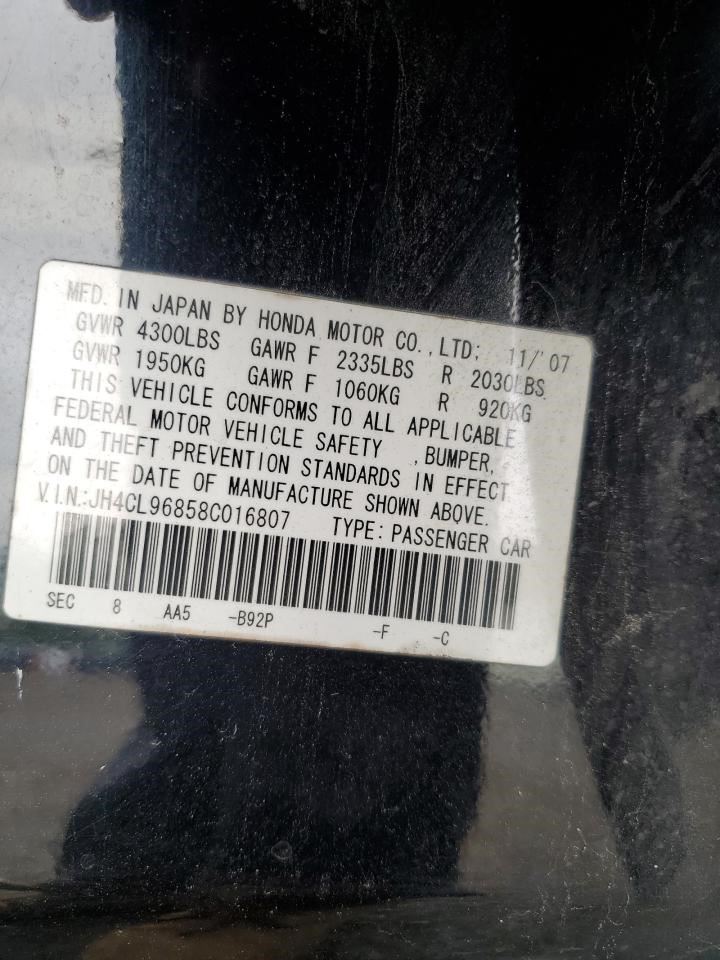 MFD. IN JAPAN BY HONDA MOTOR CO.,LTD: 11/'07
GVWR 4300LBS GAWR F 2335LBS R 2030LBS
GVWR 1950KG GAWR F 1060KG R 920KG
THIS VEHICLE CONFORMS TO ALL APPLICABLE
FEDERAL MOTOR VEHICLE SAFETY ,BUMPER,
AND THEFT PREVENTION STANDARDS IN EFFECT
ON THE DATE OF MANUFACTURE SHOWN ABOVE.
V.I.N.:JH4CL96858C016807 TYPE:PASSENGER CAR
SEC 8 AA5 -B92P -F -C